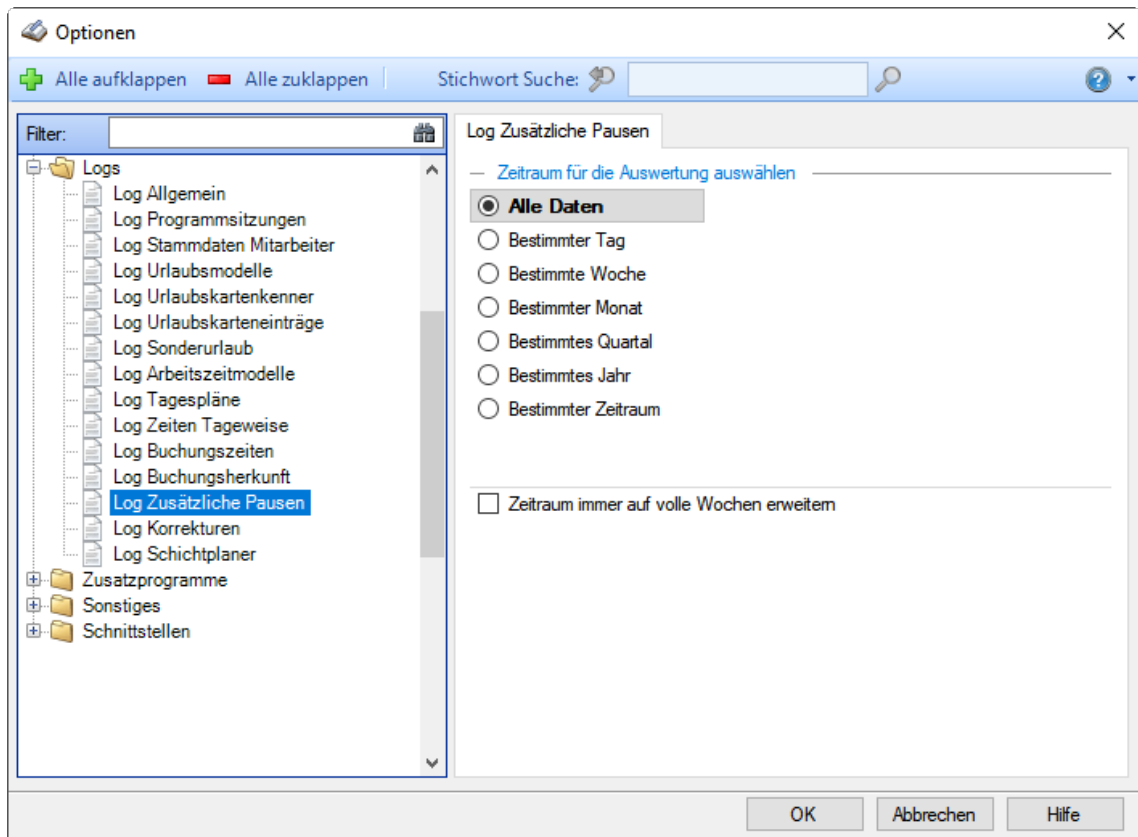 Optionen
Alle aufklappen Alle zuklappen Stichwort Suche:
Filter:
Logs
Log Allgemein
Log Programmsitzungen
Log Stammdaten Mitarbeiter
Log Urlaubsmodelle
Log Urlaubskartenkenner
Log Urlaubskarteneinträge
Log Sonderurlaub
Log Arbeitszeitmodelle
Log Tagespläne
Log Zeiten Tageweise
Log Buchungszeiten
Log Buchungsherkunft
Log Zusätzliche Pausen
Log Korrekturen
Log Schichtplaner
Zusatzprogramme
Sonstiges
Schnittstellen
Log Zusätzliche Pausen
Zeitraum für die Auswertung auswählen
Alle Daten
Bestimmter Tag
Bestimmte Woche
Bestimmter Monat
Bestimmtes Quartal
Bestimmtes Jahr
Bestimmter Zeitraum
Zeitraum immer auf volle Wochen erweitern
OK Abbrechen Hilfe